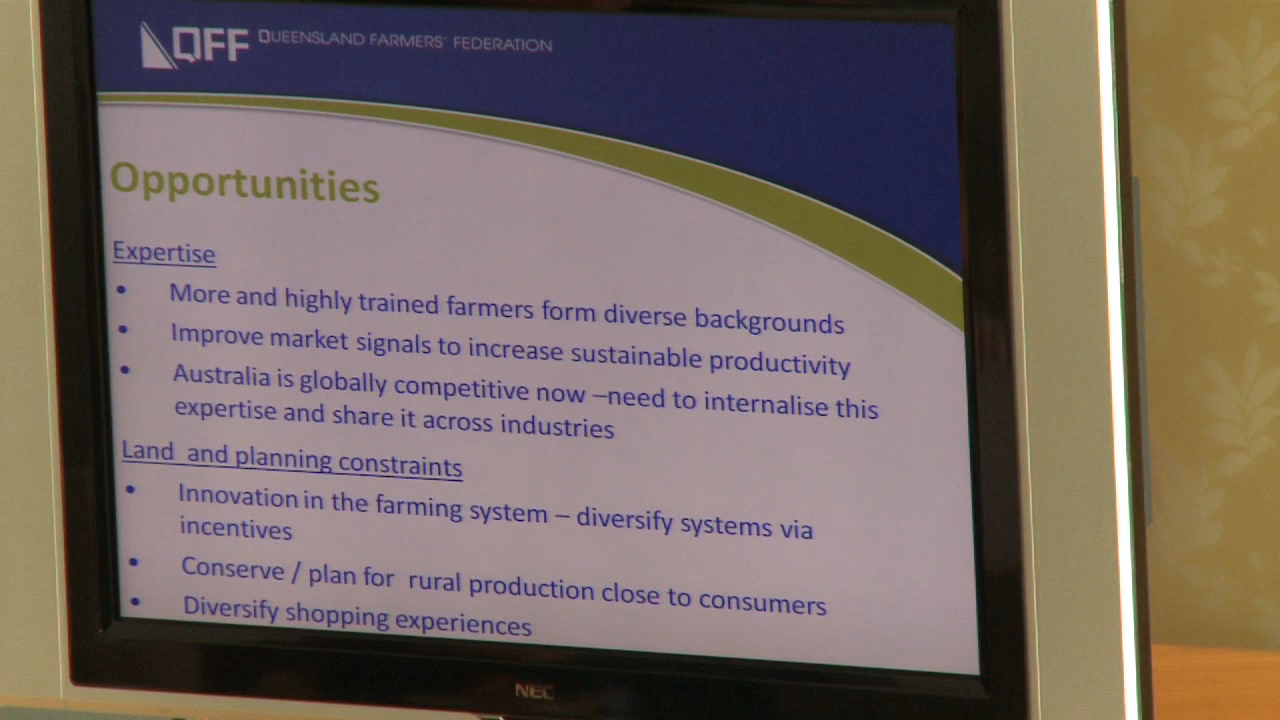 QFF QUEENSLAND FARMERS' FEDERATION
Opportunities
Expertise
• More and highly trained farmers form diverse backgrounds
• Improve market signals to increase sustainable productivity
• Australia is globally competitive now –need to internalise this
expertise and share it across industries
Land and planning constraints
• Innovation in the farming system – diversify systems via
incentives
• Conserve / plan for rural production close to consumers
• Diversify shopping experiences
NEC